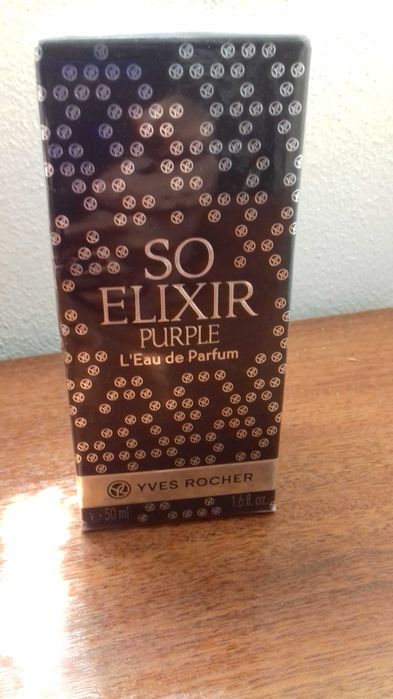 SO
ELIXIR
PURPLE
L'Eau de Parfum
YVES ROCHER
50 ml 1.6 fl. oz.